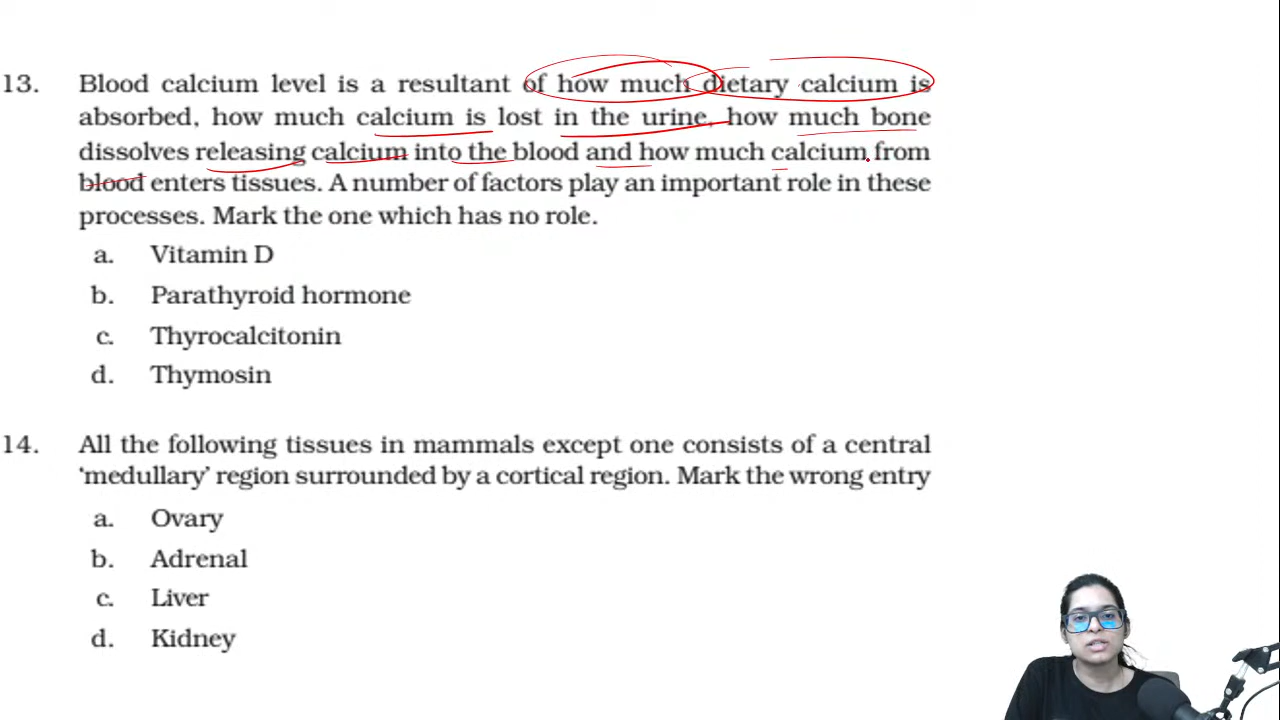 13. Blood calcium level is a resultant of how much dietary calcium is
absorbed, how much calcium is lost in the urine, how much bone
dissolves releasing calcium into the blood and how much calcium from
blood enters tissues. A number of factors play an important role in these
processes. Mark the one which has no role.
a. Vitamin D
b. Parathyroid hormone
c. Thyrocalcitonin
d. Thymosin
14. All the following tissues in mammals except one consists of a central
‘medullary’ region surrounded by a cortical region. Mark the wrong entry
a. Ovary
b. Adrenal
c. Liver
d. Kidney